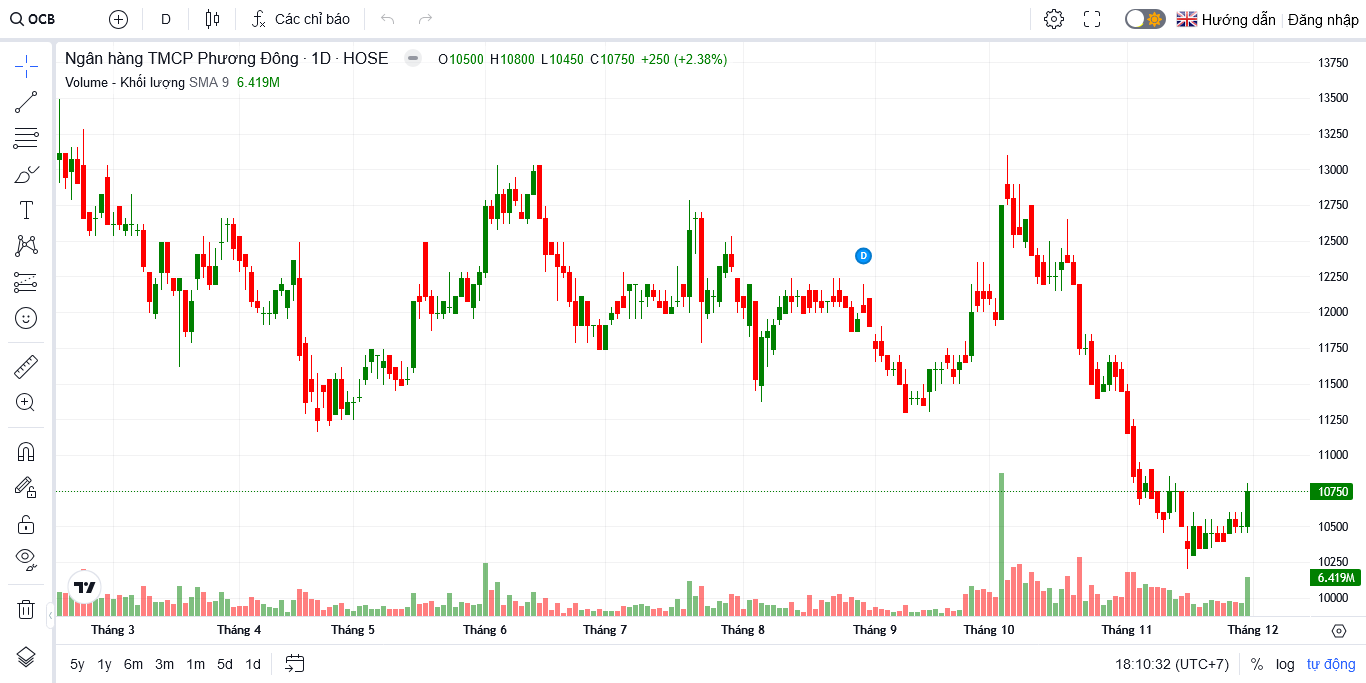 OCB D Các chỉ báo Hướng dẫn Đăng nhập
Ngân hàng TMCP Phương Đông · 1D · HOSE O10500 H10800 L10450 C10750 +250 (+2.38%)
Volume - Khối lượng SMA 9 6.419M
13750
13500
13250
13000
12750
12500
D
12250
12000
11750
11500
11250
11000
10750
10500
10250
6.419M
10000
Tháng 3 Tháng 4 Tháng 5 Tháng 6 Tháng 7 Tháng 8 Tháng 9 Tháng 10 Tháng 11 Tháng 12
5y 1y 6m 3m 1m 5d 1d 18:10:32 (UTC+7) % log tự động